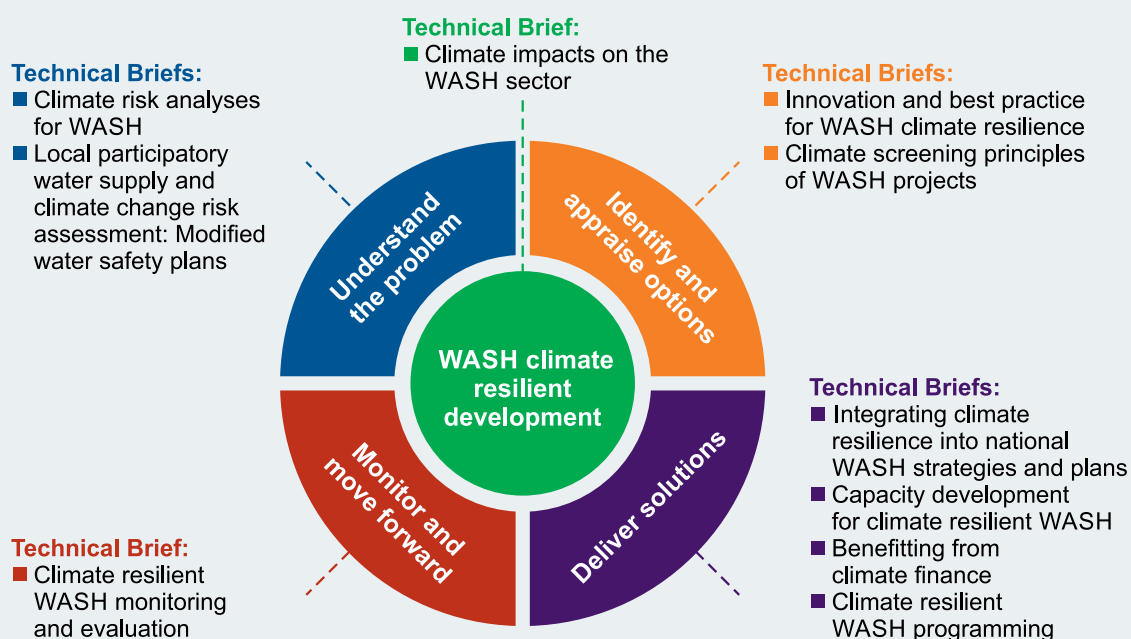 Technical Brief:
Climate impacts on the
WASH sector
Technical Briefs:
Climate risk analyses
for WASH
Local participatory
water supply and
climate change risk
assessment: Modified
water safety plans
Technical Briefs:
Innovation and best practice
for WASH climate resilience
Climate screening principles
of WASH projects
Understand
the problem
Identify and
appraise options
WASH climate
resilient
development
Monitor and
move forward
Deliver solutions
Technical Briefs:
Integrating climate
resilience into national
WASH strategies and plans
Capacity development
for climate resilient WASH
Benefitting from
climate finance
Climate resilient
WASH programming
Technical Brief:
Climate resilient
WASH monitoring
and evaluation